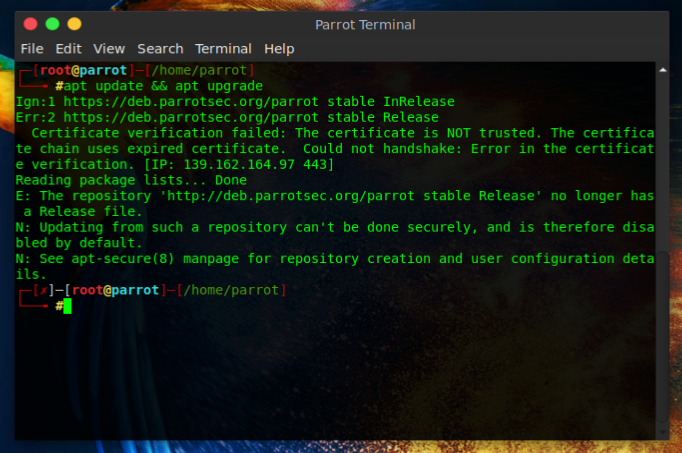 Parrot Terminal
File Edit View Search Terminal Help
┌─[root@parrot]─[/home/parrot]
└──╼ #apt update && apt upgrade
Ign:1 https://deb.parrotsec.org/parrot stable InRelease
Err:2 https://deb.parrotsec.org/parrot stable Release
  Certificate verification failed: The certificate is NOT trusted. The certifica
te chain uses expired certificate.  Could not handshake: Error in the certificat
e verification. [IP: 139.162.164.97 443]
Reading package lists... Done
E: The repository 'http://deb.parrotsec.org/parrot stable Release' no longer has
 a Release file.
N: Updating from such a repository can't be done securely, and is therefore disa
bled by default.
N: See apt-secure(8) manpage for repository creation and user configuration deta
ils.
┌─[✗]─[root@parrot]─[/home/parrot]
└──╼ #